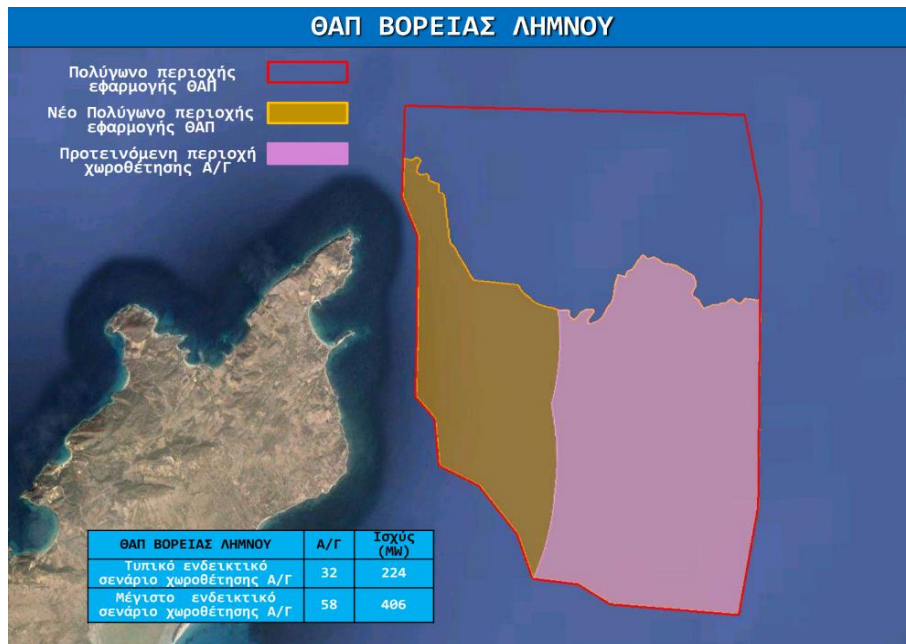 ΘΑΠ ΒΟΡΕΙΑΣ ΛΗΜΝΟΥ
Πολύγωνο περιοχής
εφαρμογής ΘΑΠ
Νέο Πολύγωνο περιοχής
εφαρμογής ΘΑΠ
Προτεινόμενη περιοχή
χωροθέτησης Α/Γ
ΘΑΠ ΒΟΡΕΙΑΣ ΛΗΜΝΟΥ Α/Γ Ισχύς
(MW)
Τυπικό ενδεικτικό
σενάριο χωροθέτησης Α/Γ 32 224
Μέγιστο ενδεικτικό
σενάριο χωροθέτησης Α/Γ 58 406